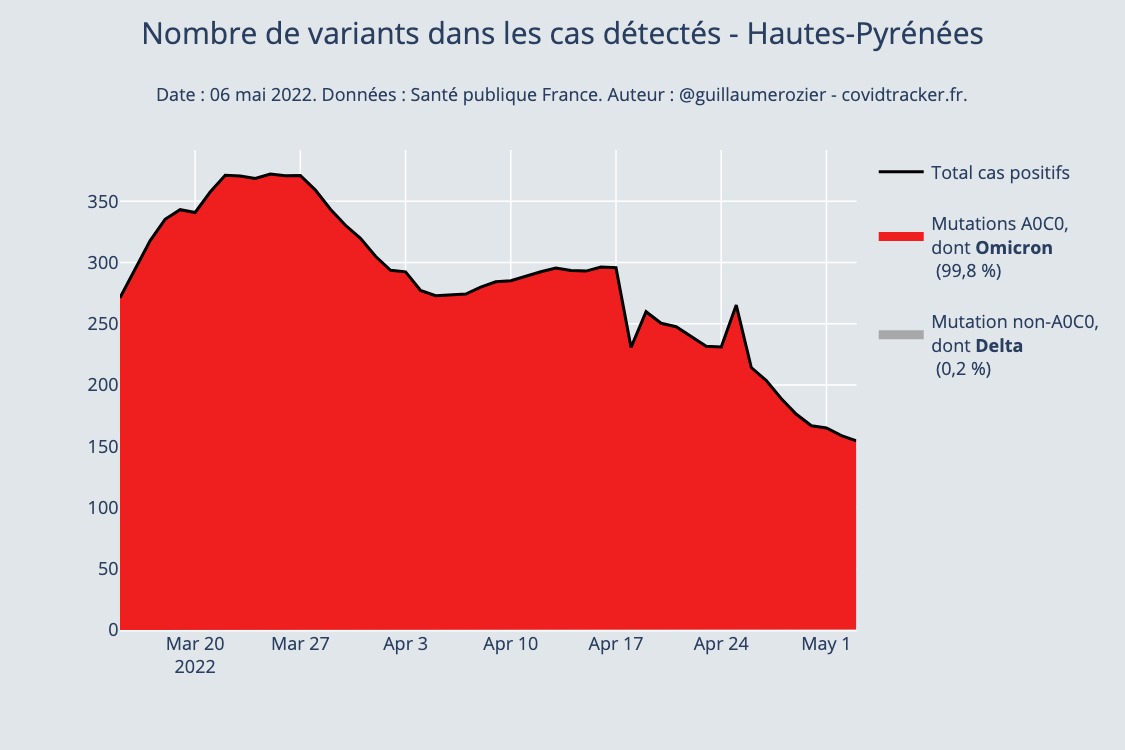 Nombre de variants dans les cas détectés - Hautes-Pyrénées
Date : 06 mai 2022. Données : Santé publique France. Auteur : @guillaumerozier - covidtracker.fr.
Total cas positifs
Mutations A0C0,
dont Omicron
(99,8 %)
Mutation non-A0C0,
dont Delta
(0,2 %)
350
300
250
200
150
100
50
0
Mar 20
2022
Mar 27
Apr 3
Apr 10
Apr 17
Apr 24
May 1